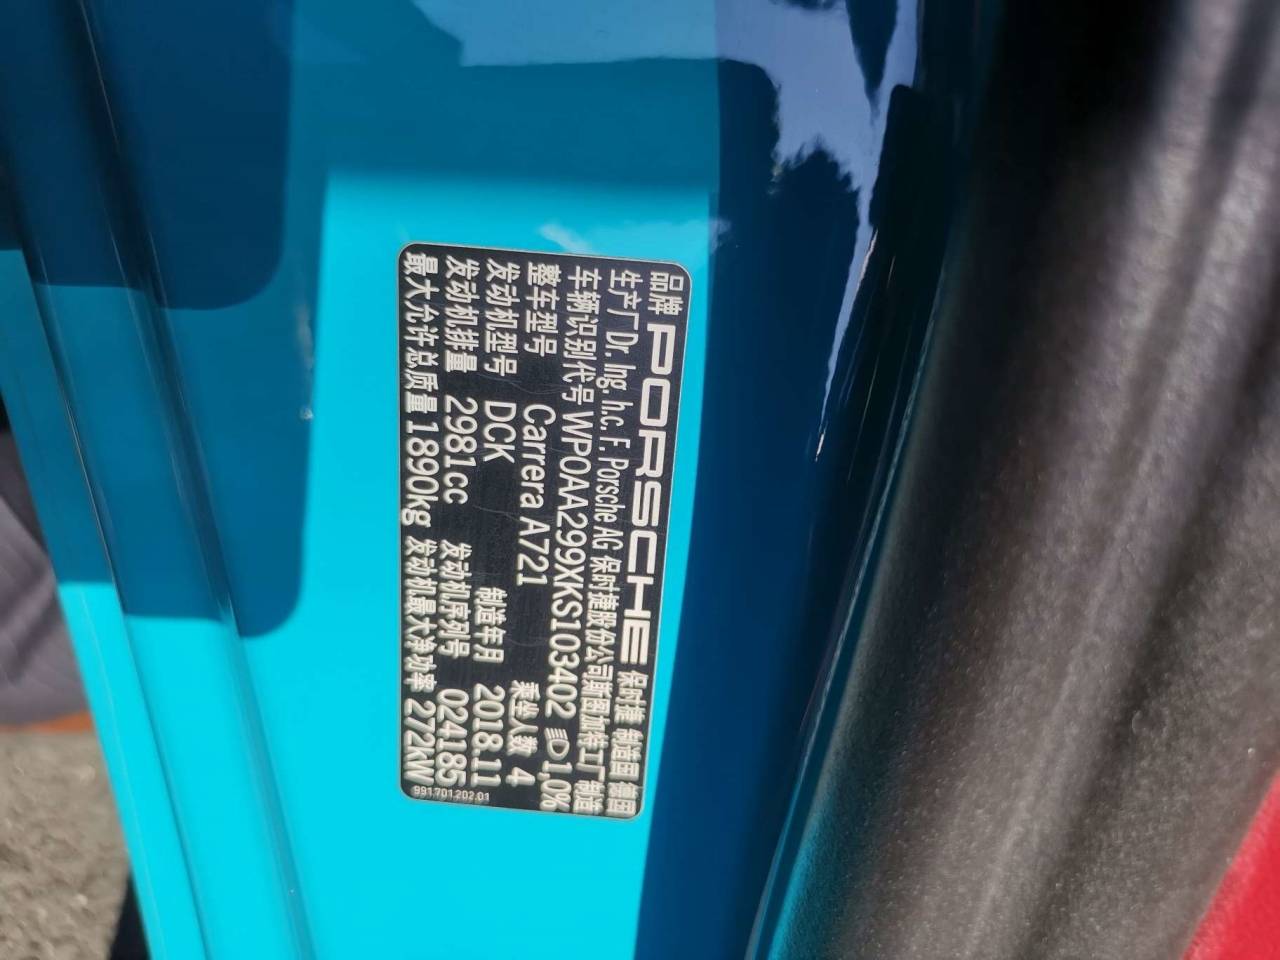 品牌 PORSCHE 保时捷 制造国 德国
生产厂 Dr. Ing. h.c. F. Porsche AG 保时捷股份公司斯图加特工厂制造
车辆识别代号 WP0AA299XKS103402 1,0%
整车型号 Carrera A721 乘坐人数 4
发动机型号 DCK 制造年月 2018.11
发动机排量 2981cc 发动机序列号 024185
最大允许总质量 1890kg 发动机最大净功率 272kW
991.701.202.01